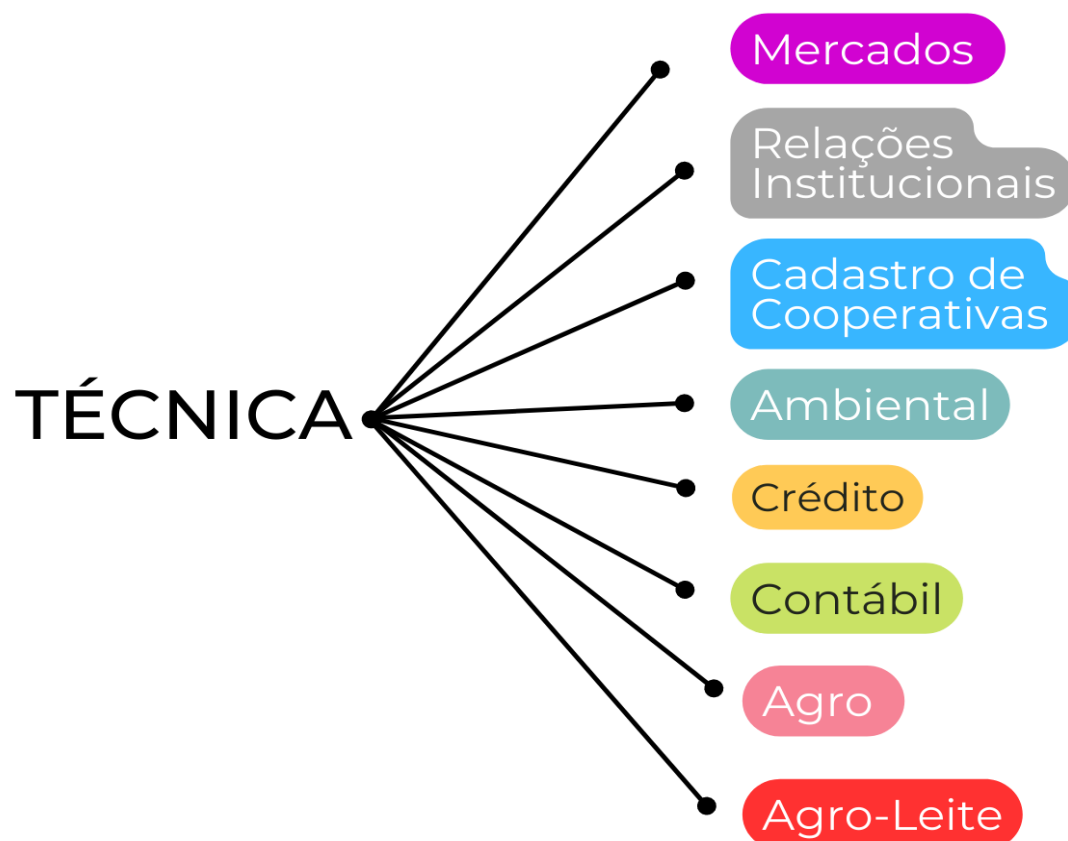 Mercados
Relações
Institucionais
Cadastro de
Cooperativas
Ambiental
TÉCNICA
Crédito
Contábil
Agro
Agro-Leite